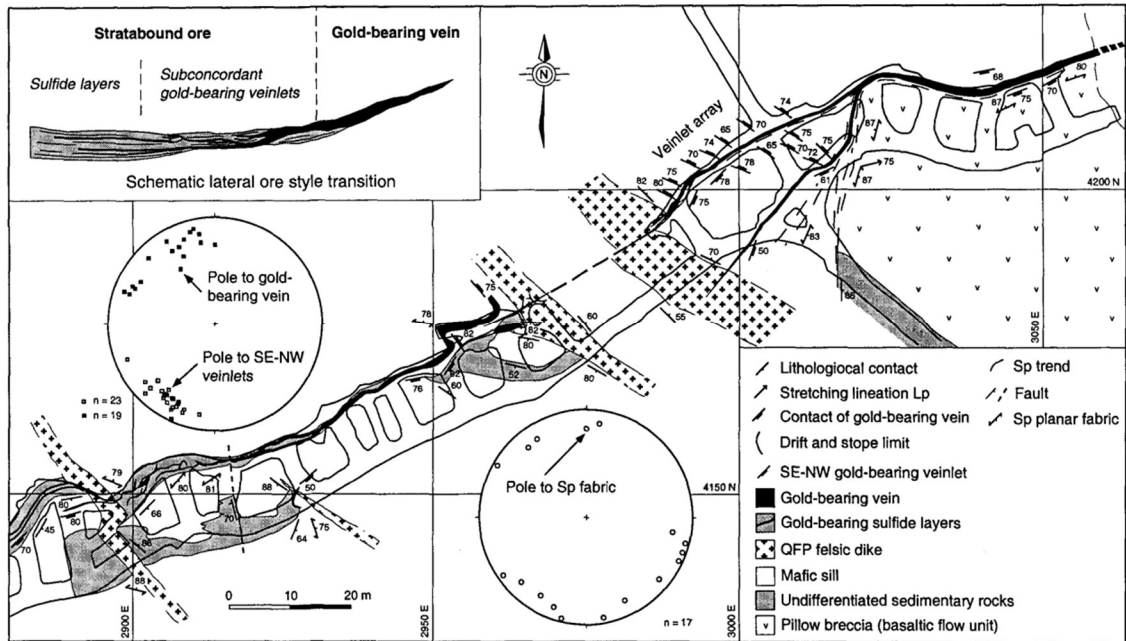 Stratabound ore
Gold-bearing vein
Sulfide layers
Subconcordant
gold-bearing veinlets
Schematic lateral ore style transition
N
Veinlet array
68
80
70
75
87
74
70
65
74
70
75
82
80
75
78
78
65
75
70
72
75
87
61
87
75
4200 N
83
50
70
55
65
3050 E
Pole to gold-
bearing vein
Pole to SE-NW
veinlets
n = 23
n = 19
75
78
82
82
80
60
52
80
62
60
76
79
80
81
88
50
4150 N
80
80
66
45
70
86
70
64
75
88
0 10 20 m
2900 E
2950 E
3000 E
Pole to Sp fabric
n = 17
Lithologiocal contact
Stretching lineation Lp
Contact of gold-bearing vein
Drift and stope limit
SE-NW gold-bearing veinlet
Sp trend
Fault
Sp planar fabric
Gold-bearing vein
Gold-bearing sulfide layers
QFP felsic dike
Mafic sill
Undifferentiated sedimentary rocks
Pillow breccia (basaltic flow unit)